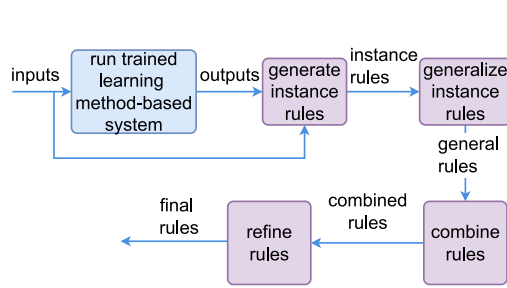 inputs
run trained
learning
method-based
system
outputs
generate
instance
rules
instance
rules
generalize
instance
rules
general
rules
combine
rules
combined
rules
refine
rules
final
rules